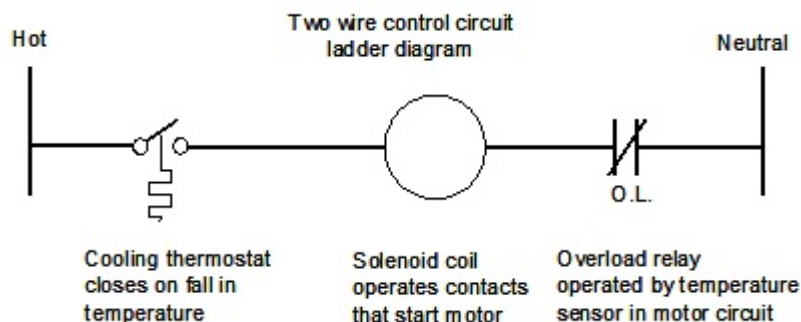 Two wire control circuit
ladder diagram
Hot
Neutral
O.L.
Cooling thermostat
closes on fall in
temperature
Solenoid coil
operates contacts
that start motor
Overload relay
operated by temperature
sensor in motor circuit